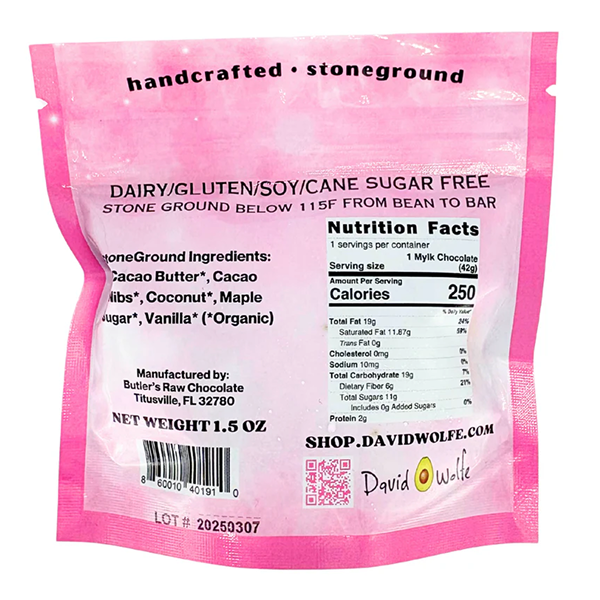 handcrafted • stoneground
DAIRY/GLUTEN/SOY/CANE SUGAR FREE
STONE GROUND BELOW 115F FROM BEAN TO BAR
toneGround Ingredients:
Cacao Butter*, Cacao
Nibs*, Coconut*, Maple
ugar*, Vanilla* (*Organic)
Manufactured by:
Butler's Raw Chocolate
Titusville, FL 32780
NET WEIGHT 1.5 OZ
8 60010 40191 0
LOT # 20250307
Nutrition Facts
1 servings per container
Serving size 1 Mylk Chocolate (42g)
Amount Per Serving
Calories 250
% Daily Value*
Total Fat 19g 24%
Saturated Fat 11.87g 59%
Trans Fat 0g
Cholesterol 0mg 0%
Sodium 10mg 0%
Total Carbohydrate 19g 7%
Dietary Fiber 6g 21%
Total Sugars 11g
Includes 0g Added Sugars 0%
Protein 2g
SHOP.DAVIDWOLFE.COM
David Wolfe